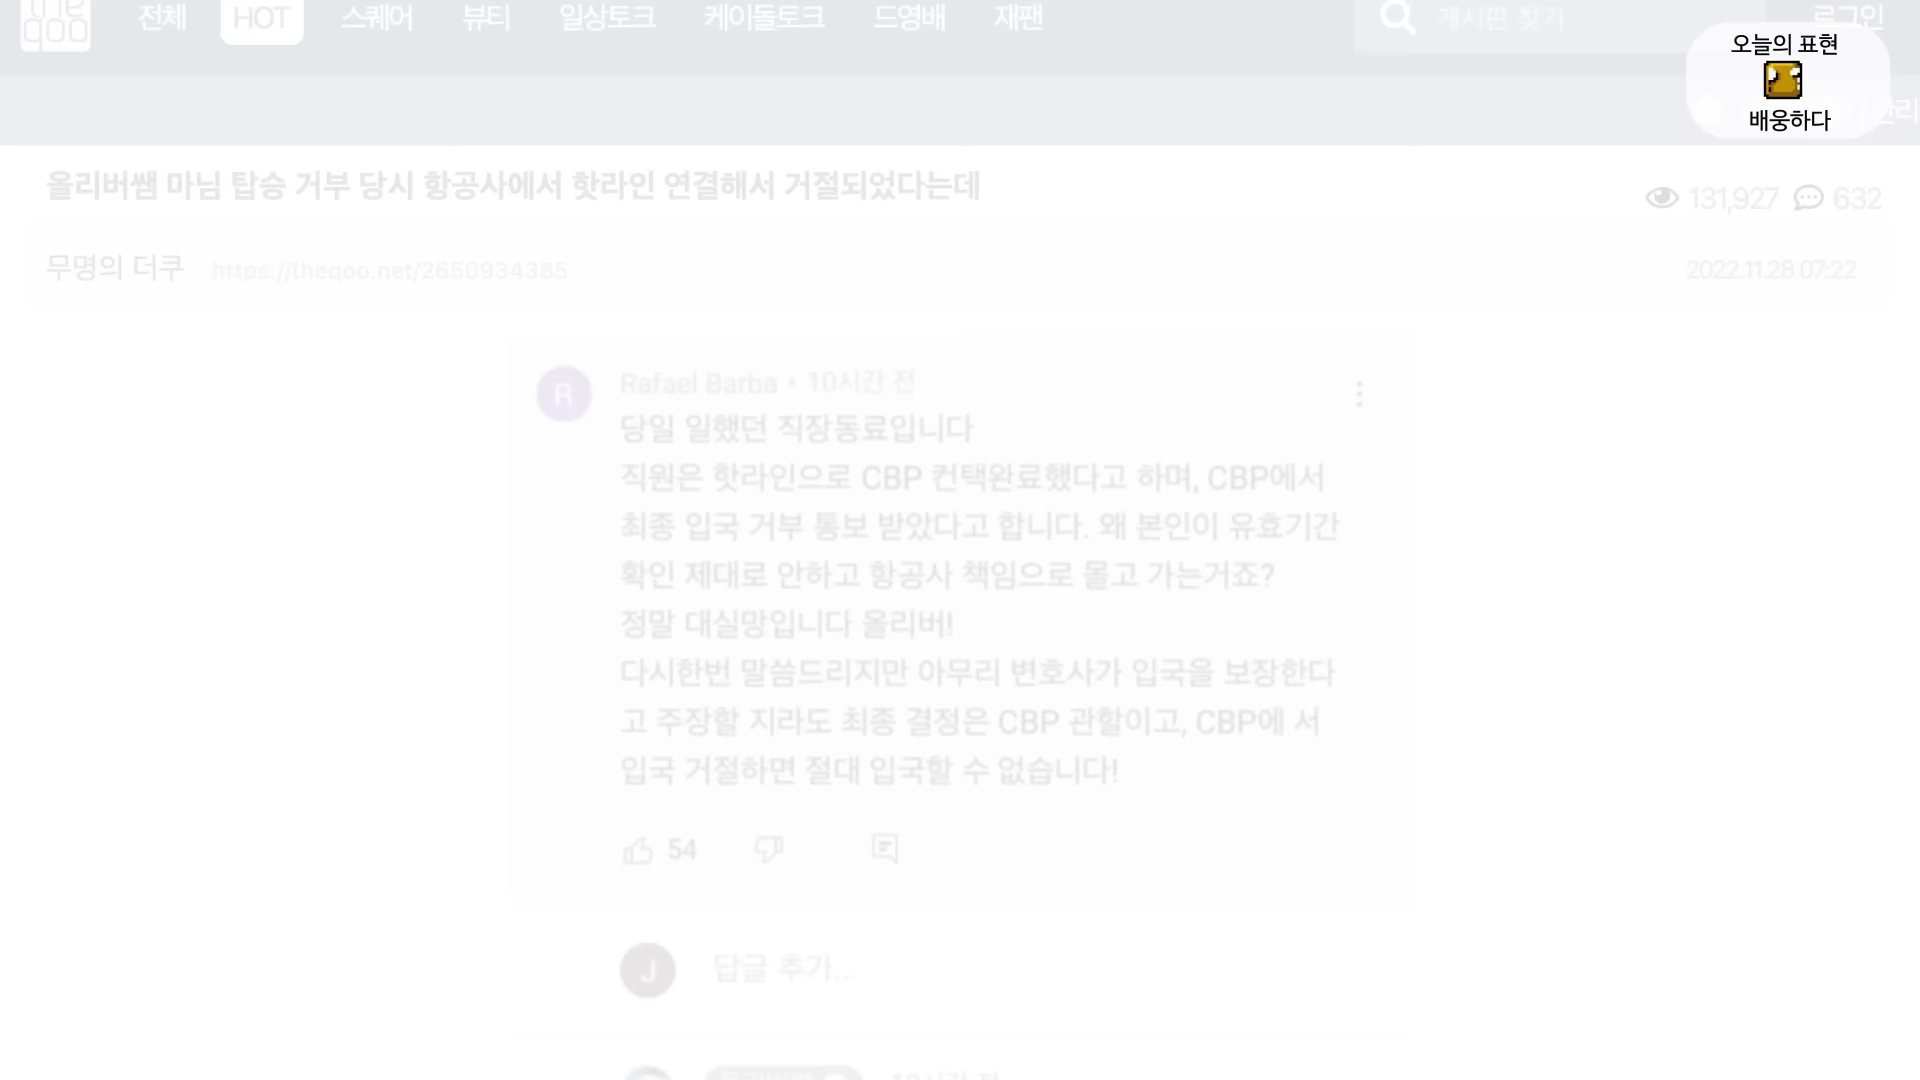 the
qoo
전체
HOT
스퀘어
뷰티
일상토크
케이돌토크
드영배
재팬
게시판 찾기
로그인
오늘의 표현
배웅하다
올리버쌤 마님 탑승 거부 당시 항공사에서 핫라인 연결해서 거절되었다는데
131,927
632
무명의 더쿠
https://theqoo.net/2650934385
2022.11.28 07:22
R
Rafael Barba • 10시간 전
당일 일했던 직장동료입니다
직원은 핫라인으로 CBP 컨택완료했다고 하며, CBP에서
최종 입국 거부 통보 받았다고 합니다. 왜 본인이 유효기간
확인 제대로 안하고 항공사 책임으로 몰고 가는거죠?
정말 대실망입니다 올리버!
다시한번 말씀드리지만 아무리 변호사가 입국을 보장한다
고 주장할 지라도 최종 결정은 CBP 관할이고, CBP에 서
입국 거절하면 절대 입국할 수 없습니다!
54
J
답글 추가...